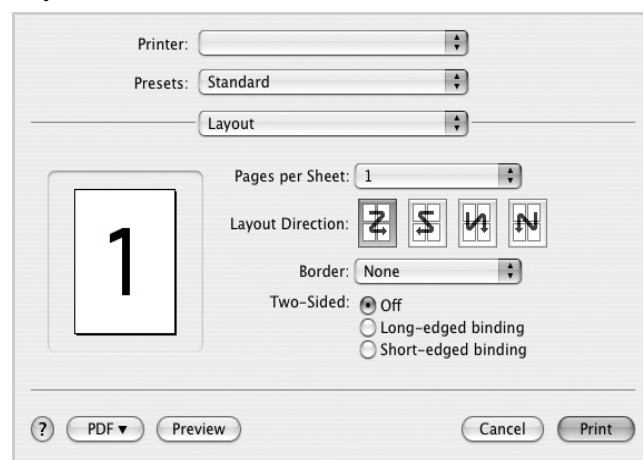 Printer:
Presets: Standard
Layout
Pages per Sheet: 1
1
Layout Direction:
Border: None
Two-Sided: Off
Long-edged binding
Short-edged binding
? PDF▼ Preview Cancel Print